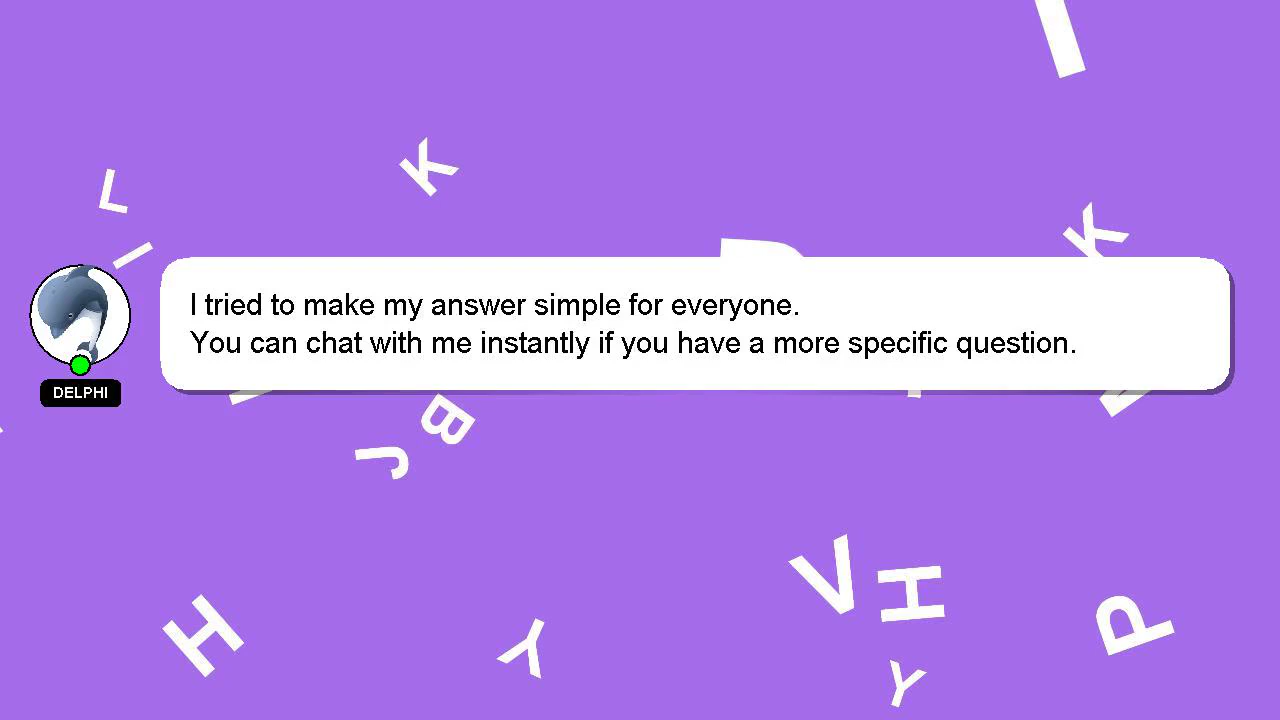 I
K
L
K
I tried to make my answer simple for everyone.
You can chat with me instantly if you have a more specific question.
DELPHI
B
J
V
H
H
P
Y
Y